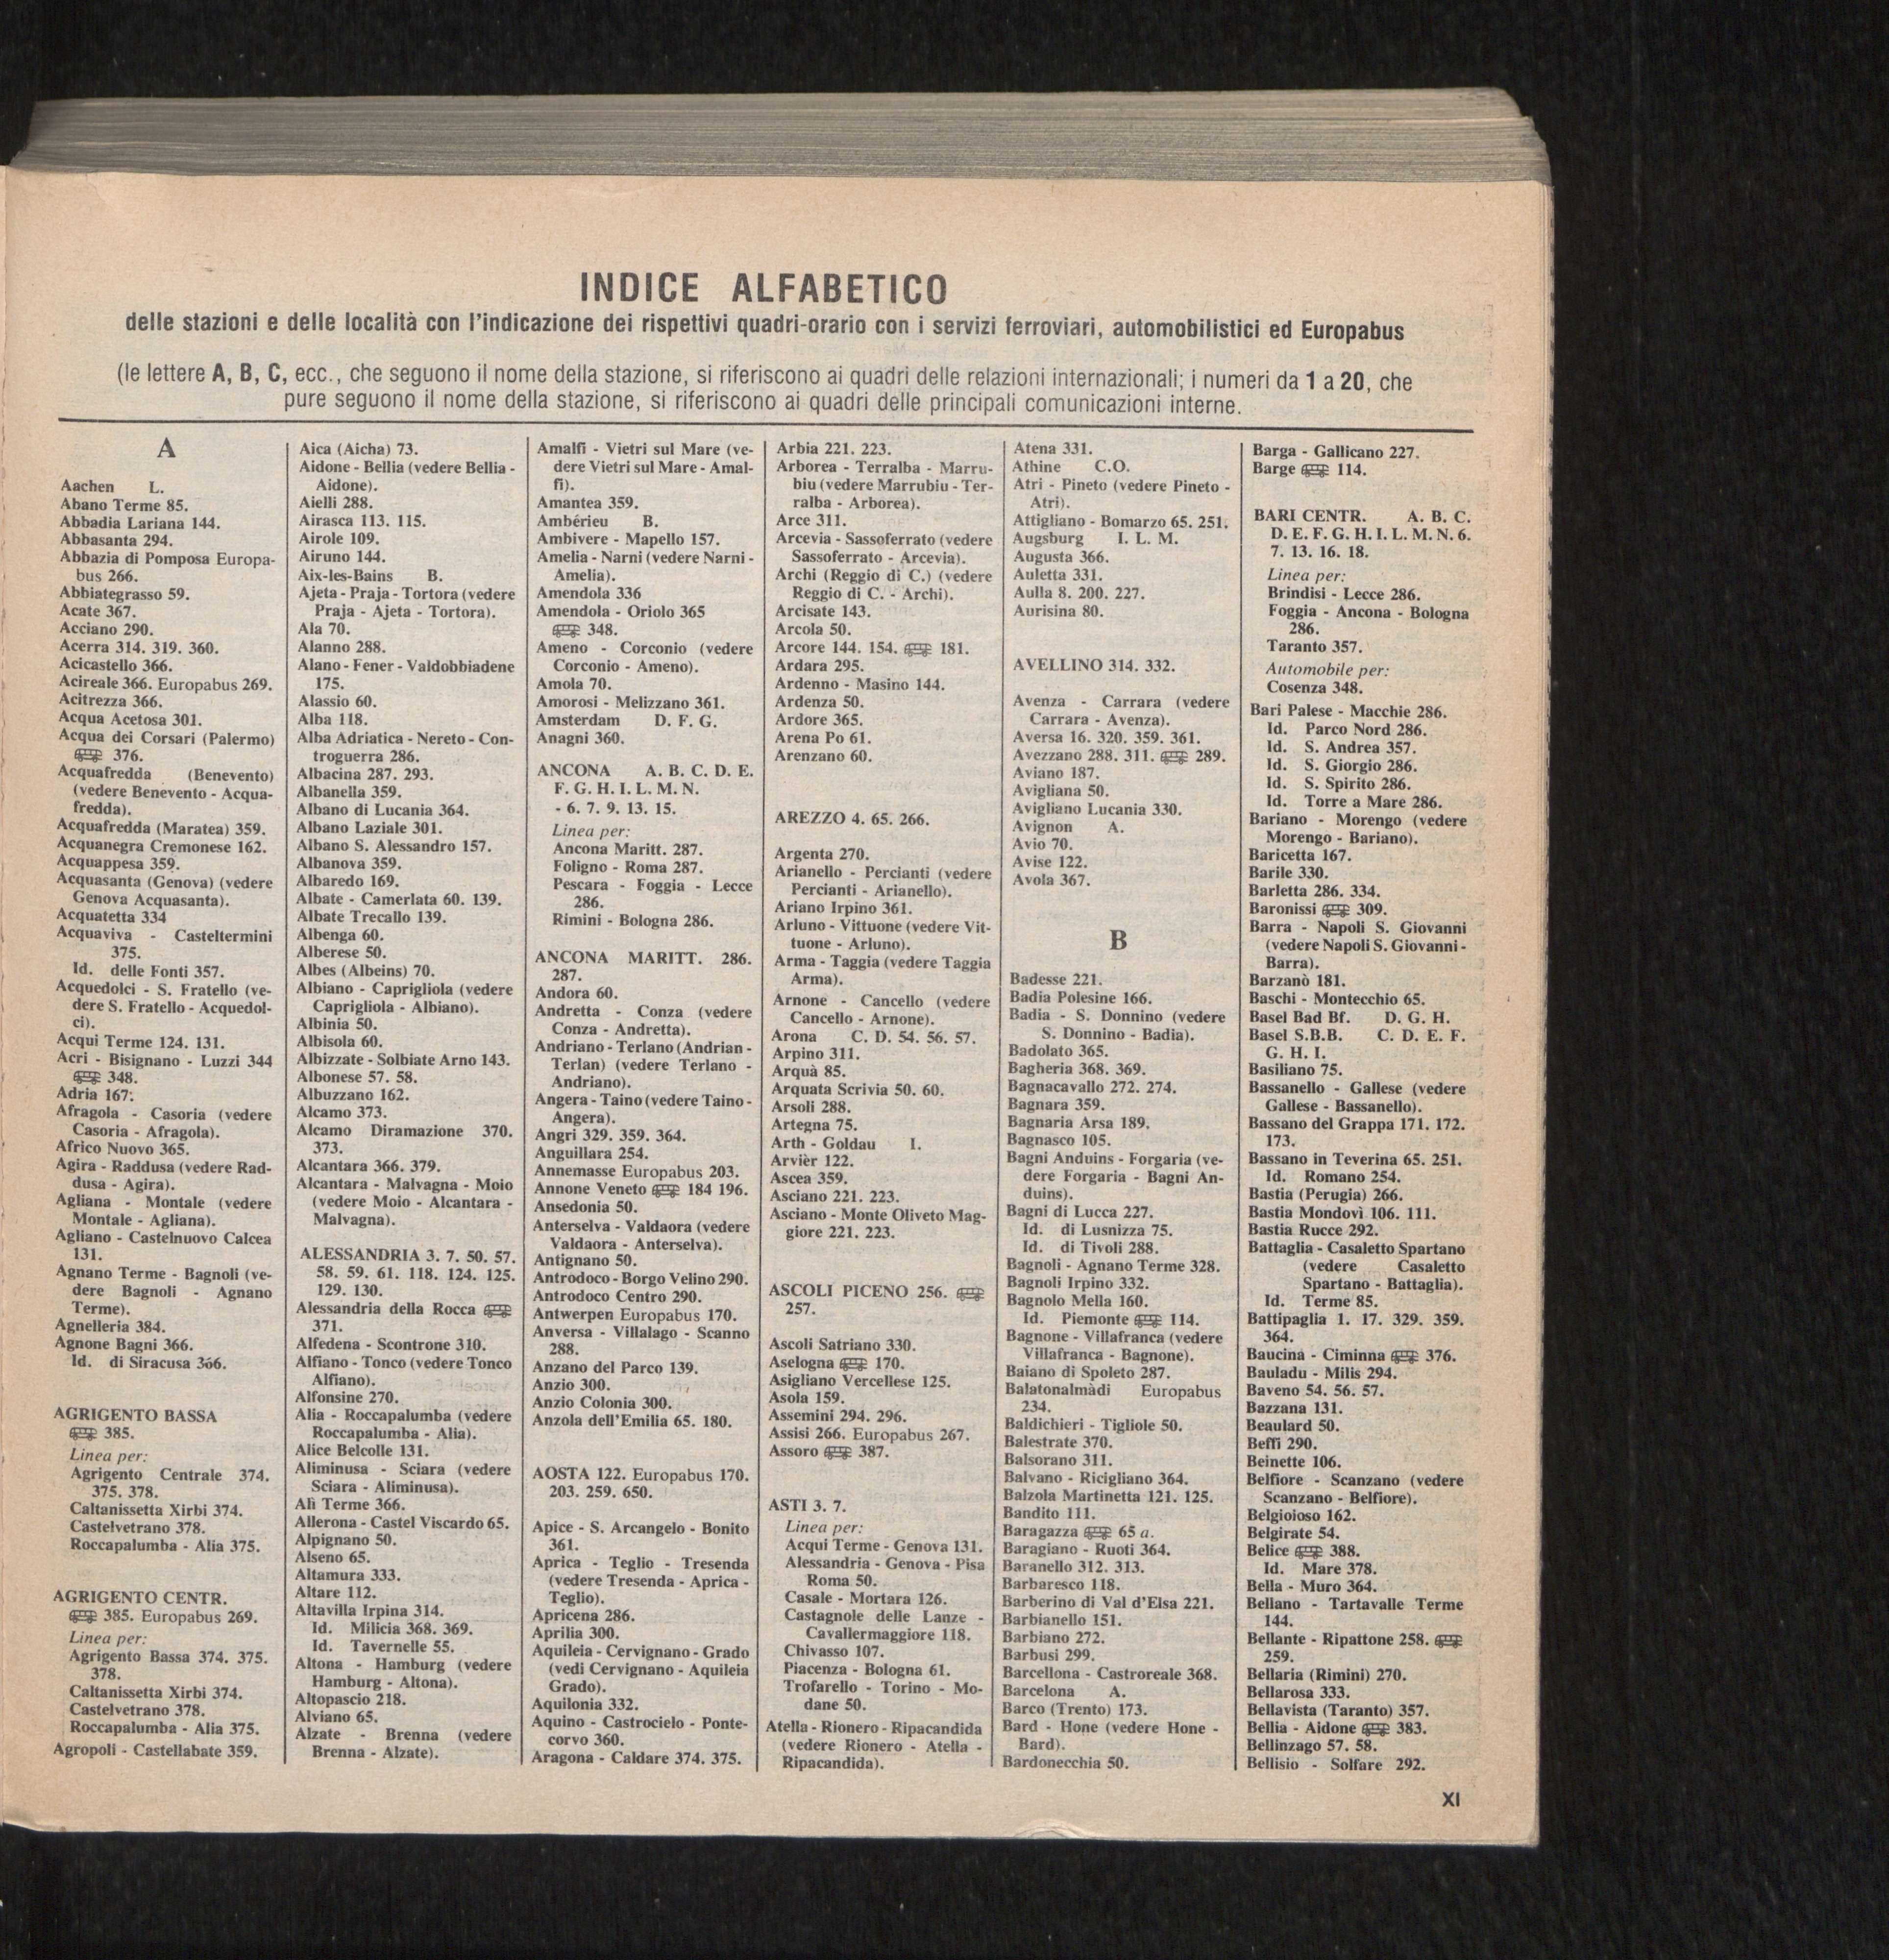 INDICE ALFABETICO
delle stazioni e delle località con l'indicazione dei rispettivi quadri-orario con i servizi ferroviari, automobilistici ed Europabus
(le lettere A, B, C, ecc., che seguono il nome della stazione, si riferiscono ai quadri delle relazioni internazionali; i numeri da 1 a 20, che
pure seguono il nome della stazione, si riferiscono ai quadri delle principali comunicazioni interne.
A
Aachen L.
Abano Terme 85.
Abbadia Lariana 144.
Abbasanta 294.
Abbazia di Pomposa Europa-
bus 266.
Abbiategrasso 59.
Acate 367.
Acciano 290.
Acerra 314. 319. 360.
Acicastello 366.
Acireale 366. Europabus 269.
Acitrezza 366.
Acqua Acetosa 301.
Acqua dei Corsari (Palermo)
376.
Acquafredda (Benevento)
(vedere Benevento - Acqua-
fredda).
Acquafredda (Maratea) 359.
Acquanegra Cremonese 162.
Acquappesa 359.
Acquasanta (Genova) (vedere
Genova Acquasanta).
Acquatetta 334
Acquaviva - Casteltermini
375.
Id. delle Fonti 357.
Acquedolci - S. Fratello (ve-
dere S. Fratello - Acquedol-
ci).
Acqui Terme 124. 131.
Acri - Bisignano - Luzzi 344
348.
Adria 167.
Afragola - Casoria (vedere
Casoria - Afragola).
Africo Nuovo 365.
Agira - Raddusa (vedere Rad-
dusa - Agira).
Agliana - Montale (vedere
Montale - Agliana).
Agliano - Castelnuovo Calcea
131.
Agnano Terme - Bagnoli (ve-
dere Bagnoli - Agnano
Terme).
Agnelleria 384.
Agnone Bagni 366.
Id. di Siracusa 366.
AGRIGENTO BASSA
385.
Linea per:
Agrigento Centrale 374.
375. 378.
Caltanissetta Xirbi 374.
Castelvetrano 378.
Roccapalumba - Alia 375.
AGRIGENTO CENTR.
385. Europabus 269.
Linea per:
Agrigento Bassa 374. 375.
378.
Caltanissetta Xirbi 374.
Castelvetrano 378.
Roccapalumba - Alia 375.
Agropoli - Castellabate 359.
Aica (Aicha) 73.
Aidone - Bellia (vedere Bellia -
Aidone).
Aielli 288.
Airasca 113. 115.
Airole 109.
Airuno 144.
Aix-les-Bains B.
Ajeta - Praja - Tortora (vedere
Praja - Ajeta - Tortora).
Ala 70.
Alanno 288.
Alano - Fener - Valdobbiadene
175.
Alassio 60.
Alba 118.
Alba Adriatica - Nereto - Con-
troguerra 286.
Albacina 287. 293.
Albanella 359.
Albano di Lucania 364.
Albano Laziale 301.
Albano S. Alessandro 157.
Albanova 359.
Albaredo 169.
Albate - Camerlata 60. 139.
Albate Trecallo 139.
Albenga 60.
Alberese 50.
Albes (Albeins) 70.
Albiano - Caprigliola (vedere
Caprigliola - Albiano).
Albinia 50.
Albisola 60.
Albizzate - Solbiate Arno 143.
Albonese 57. 58.
Albuzzano 162.
Alcamo 373.
Alcamo Diramazione 370.
373.
Alcantara 366. 379.
Alcantara - Malvagna - Moio
(vedere Moio - Alcantara -
Malvagna).
ALESSANDRIA 3. 7. 50. 57.
58. 59. 61. 118. 124. 125.
129. 130.
Alessandria della Rocca
371.
Alfedena - Scontrone 310.
Alfiano - Tonco (vedere Tonco
Alfiano).
Alfonsine 270.
Alia - Roccapalumba (vedere
Roccapalumba - Alia).
Alice Belcolle 131.
Aliminusa - Sciara (vedere
Sciara - Aliminusa).
Alì Terme 366.
Allerona - Castel Viscardo 65.
Alpignano 50.
Alseno 65.
Altamura 333.
Altare 112.
Altavilla Irpina 314.
Id. Milicia 368. 369.
Id. Tavernelle 55.
Altona - Hamburg (vedere
Hamburg - Altona).
Altopascio 218.
Alviano 65.
Alzate - Brenna (vedere
Brenna - Alzate).
Amalfi - Vietri sul Mare (ve-
dere Vietri sul Mare - Amal-
fi).
Amantea 359.
Ambérieu B.
Ambivere - Mapello 157.
Amelia - Narni (vedere Narni -
Amelia).
Amendola 336
Amendola - Oriolo 365
348.
Ameno - Corconio (vedere
Corconio - Ameno).
Amola 70.
Amorosi - Melizzano 361.
Amsterdam D. F. G.
Anagni 360.
ANCONA A. B. C. D. E.
F. G. H. I. L. M. N.
- 6. 7. 9. 13. 15.
Linea per:
Ancona Maritt. 287.
Foligno - Roma 287.
Pescara - Foggia - Lecce
286.
Rimini - Bologna 286.
ANCONA MARITT. 286.
287.
Andora 60.
Andretta - Conza (vedere
Conza - Andretta).
Andriano - Terlano (Andrian -
Terlan) (vedere Terlano -
Andriano).
Angera - Taino (vedere Taino -
Angera).
Angri 329. 359. 364.
Anguillara 254.
Annemasse Europabus 203.
Annone Veneto 184 196.
Ansedonia 50.
Anterselva - Valdaora (vedere
Valdaora - Anterselva).
Antignano 50.
Antrodoco - Borgo Velino 290.
Antrodoco Centro 290.
Antwerpen Europabus 170.
Anversa - Villalago - Scanno
288.
Anzano del Parco 139.
Anzio 300.
Anzio Colonia 300.
Anzola dell'Emilia 65. 180.
AOSTA 122. Europabus 170.
203. 259. 650.
Apice - S. Arcangelo - Bonito
361.
Aprica - Teglio - Tresenda
(vedere Tresenda - Aprica -
Teglio).
Apricena 286.
Aprilia 300.
Aquileia - Cervignano - Grado
(vedi Cervignano - Aquileia
Grado).
Aquilonia 332.
Aquino - Castrocielo - Ponte-
corvo 360.
Aragona - Caldare 374. 375.
Arbia 221. 223.
Arborea - Terralba - Marru-
biu (vedere Marrubiu - Ter-
ralba - Arborea).
Arce 311.
Arcevia - Sassoferrato (vedere
Sassoferrato - Arcevia).
Archi (Reggio di C.) (vedere
Reggio di C. - Archi).
Arcisate 143.
Arcola 50.
Arcore 144. 154. 181.
Ardara 295.
Ardenno - Masino 144.
Ardenza 50.
Ardore 365.
Arena Po 61.
Arenzano 60.
AREZZO 4. 65. 266.
Argenta 270.
Arianello - Percianti (vedere
Percianti - Arianello).
Ariano Irpino 361.
Arluno - Vittuone (vedere Vit-
tuone - Arluno).
Arma - Taggia (vedere Taggia
Arma).
Arnone - Cancello (vedere
Cancello - Arnone).
Arona C. D. 54. 56. 57.
Arpino 311.
Arquà 85.
Arquata Scrivia 50. 60.
Arsoli 288.
Artegna 75.
Arth - Goldau I.
Arvièr 122.
Ascea 359.
Asciano 221. 223.
Asciano - Monte Oliveto Mag-
giore 221. 223.
ASCOLI PICENO 256.
257.
Ascoli Satriano 330.
Aselogna 170.
Asigliano Vercellese 125.
Asola 159.
Assemini 294. 296.
Assisi 266. Europabus 267.
Assoro 387.
ASTI 3. 7.
Linea per:
Acqui Terme - Genova 131.
Alessandria - Genova - Pisa
Roma 50.
Casale - Mortara 126.
Castagnole delle Lanze -
Cavallermaggiore 118.
Chivasso 107.
Piacenza - Bologna 61.
Trofarello - Torino - Mo-
dane 50.
Atella - Rionero - Ripacandida
(vedere Rionero - Atella -
Ripacandida).
Atena 331.
Athine C.O.
Atri - Pineto (vedere Pineto -
Atri).
Attigliano - Bomarzo 65. 251.
Augsburg I. L. M.
Augusta 366.
Auletta 331.
Aulla 8. 200. 227.
Aurisina 80.
AVELLINO 314. 332.
Avenza - Carrara (vedere
Carrara - Avenza).
Aversa 16. 320. 359. 361.
Avezzano 288. 311. 289.
Aviano 187.
Avigliana 50.
Avigliano Lucania 330.
Avignon A.
Avio 70.
Avise 122.
Avola 367.
B
Badesse 221.
Badia Polesine 166.
Badia - S. Donnino (vedere
S. Donnino - Badia).
Badolato 365.
Bagheria 368. 369.
Bagnacavallo 272. 274.
Bagnara 359.
Bagnaria Arsa 189.
Bagnasco 105.
Bagni Anduins - Forgaria (ve-
dere Forgaria - Bagni An-
duins).
Bagni di Lucca 227.
Id. di Lusnizza 75.
Id. di Tivoli 288.
Bagnoli - Agnano Terme 328.
Bagnoli Irpino 332.
Bagnolo Mella 160.
Id. Piemonte 114.
Bagnone - Villafranca (vedere
Villafranca - Bagnone).
Baiano di Spoleto 287.
Balatonalmàdi Europabus
234.
Baldichieri - Tigliole 50.
Balestrate 370.
Balsorano 311.
Balvano - Ricigliano 364.
Balzola Martinetta 121. 125.
Bandito 111.
Baragazza 65 a.
Baragiano - Ruoti 364.
Baranello 312. 313.
Barbaresco 118.
Barberino di Val d'Elsa 221.
Barbianello 151.
Barbiano 272.
Barbusi 299.
Barcellona - Castroreale 368.
Barcelona A.
Barco (Trento) 173.
Bard - Hone (vedere Hone -
Bard).
Bardonecchia 50.
Barga - Gallicano 227.
Barge 114.
BARI CENTR. A. B. C.
D. E. F. G. H. I. L. M. N. 6.
7. 13. 16. 18.
Linea per:
Brindisi - Lecce 286.
Foggia - Ancona - Bologna
286.
Taranto 357.
Automobile per:
Cosenza 348.
Bari Palese - Macchie 286.
Id. Parco Nord 286.
Id. S. Andrea 357.
Id. S. Giorgio 286.
Id. S. Spirito 286.
Id. Torre a Mare 286.
Bariano - Morengo (vedere
Morengo - Bariano).
Baricetta 167.
Barile 330.
Barletta 286. 334.
Baronissi 309.
Barra - Napoli S. Giovanni
(vedere Napoli S. Giovanni -
Barra).
Barzanò 181.
Baschi - Montecchio 65.
Basel Bad Bf. D. G. H.
Basel S.B.B. C. D. E. F.
G. H. I.
Basiliano 75.
Bassanello - Gallese (vedere
Gallese - Bassanello).
Bassano del Grappa 171. 172.
173.
Bassano in Teverina 65. 251.
Id. Romano 254.
Bastia (Perugia) 266.
Bastia Mondovì 106. 111.
Bastia Rucce 292.
Battaglia - Casaletto Spartano
(vedere Casaletto
Spartano - Battaglia).
Id. Terme 85.
Battipaglia 1. 17. 329. 359.
364.
Baucina - Ciminna 376.
Bauladu - Milis 294.
Baveno 54. 56. 57.
Bazzana 131.
Beaulard 50.
Beffi 290.
Beinette 106.
Belfiore - Scanzano (vedere
Scanzano - Belfiore).
Belgioioso 162.
Belgirate 54.
Belice 388.
Id. Mare 378.
Bella - Muro 364.
Bellano - Tartavalle Terme
144.
Bellante - Ripattone 258.
259.
Bellaria (Rimini) 270.
Bellarosa 333.
Bellavista (Taranto) 357.
Bellia - Aidone 383.
Bellinzago 57. 58.
Bellisio - Solfare 292.
XI